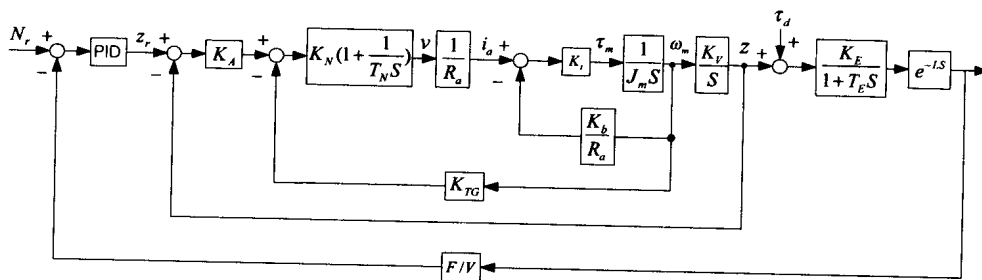 N_r + − PID z_r + − K_A + − K_N(1+1/(T_N S)) v 1/R_a i_a + − K_t τ_m 1/(J_m S) ω_m K_V/S z + + τ_d K_E/(1+T_E S) e^{-LS}
K_b/R_a
K_TG
F/V